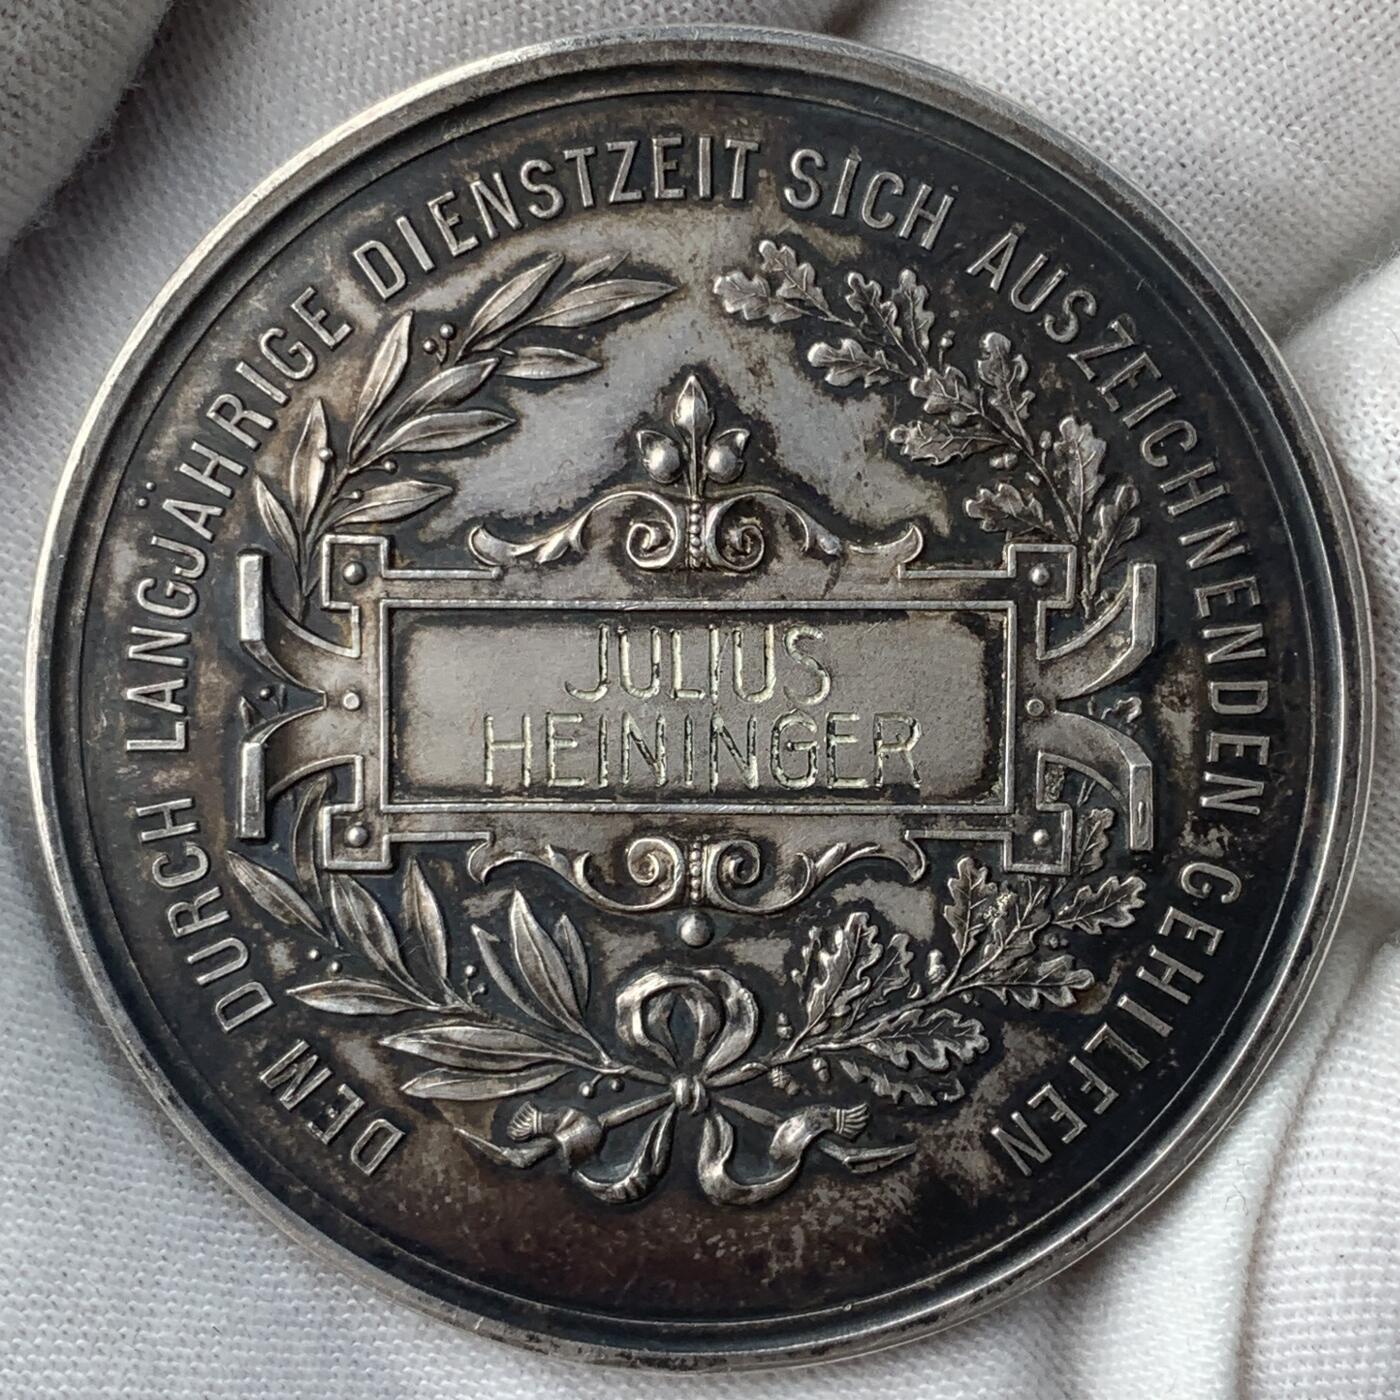 DEM DURCH LANGJÄHRIGE DIENSTZEIT SICH AUSZEICHNENDEN GEHILFEN
JULIUS
HEININGER